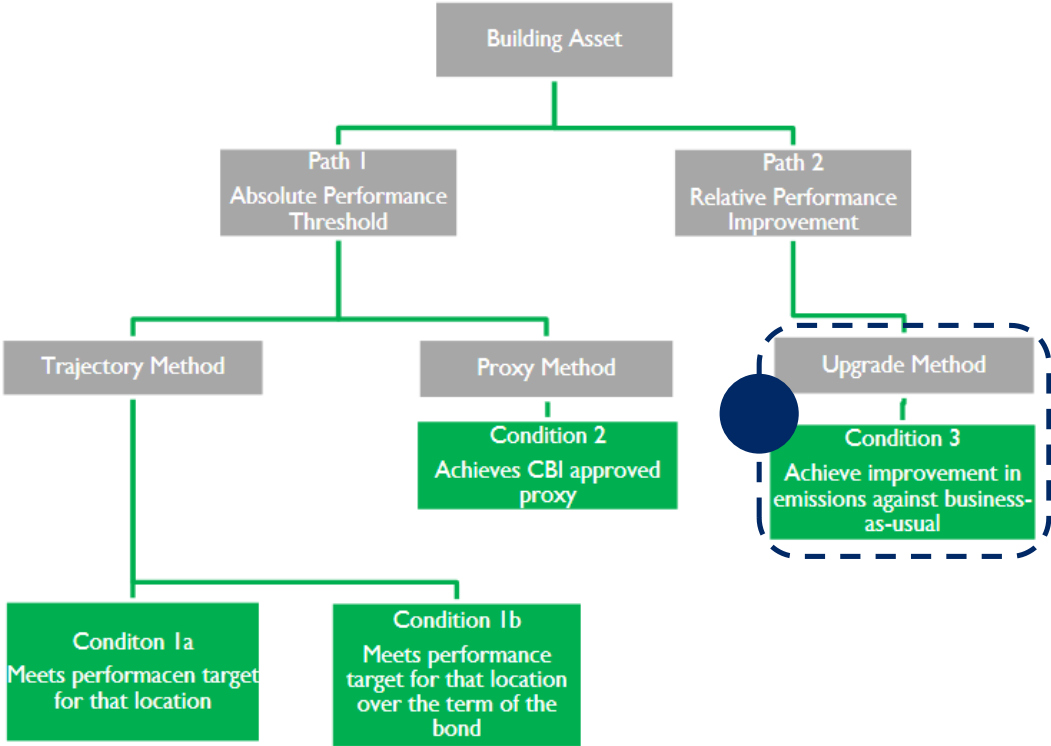 Building Asset
Path 1
Absolute Performance
Threshold
Path 2
Relative Performance
Improvement
Trajectory Method
Proxy Method
Upgrade Method
Condition 2
Achieves CBI approved
proxy
Condition 3
Achieve improvement in
emissions against business-
as-usual
Conditon 1a
Meets performacen target
for that location
Condition 1b
Meets performance
target for that location
over the term of the
bond